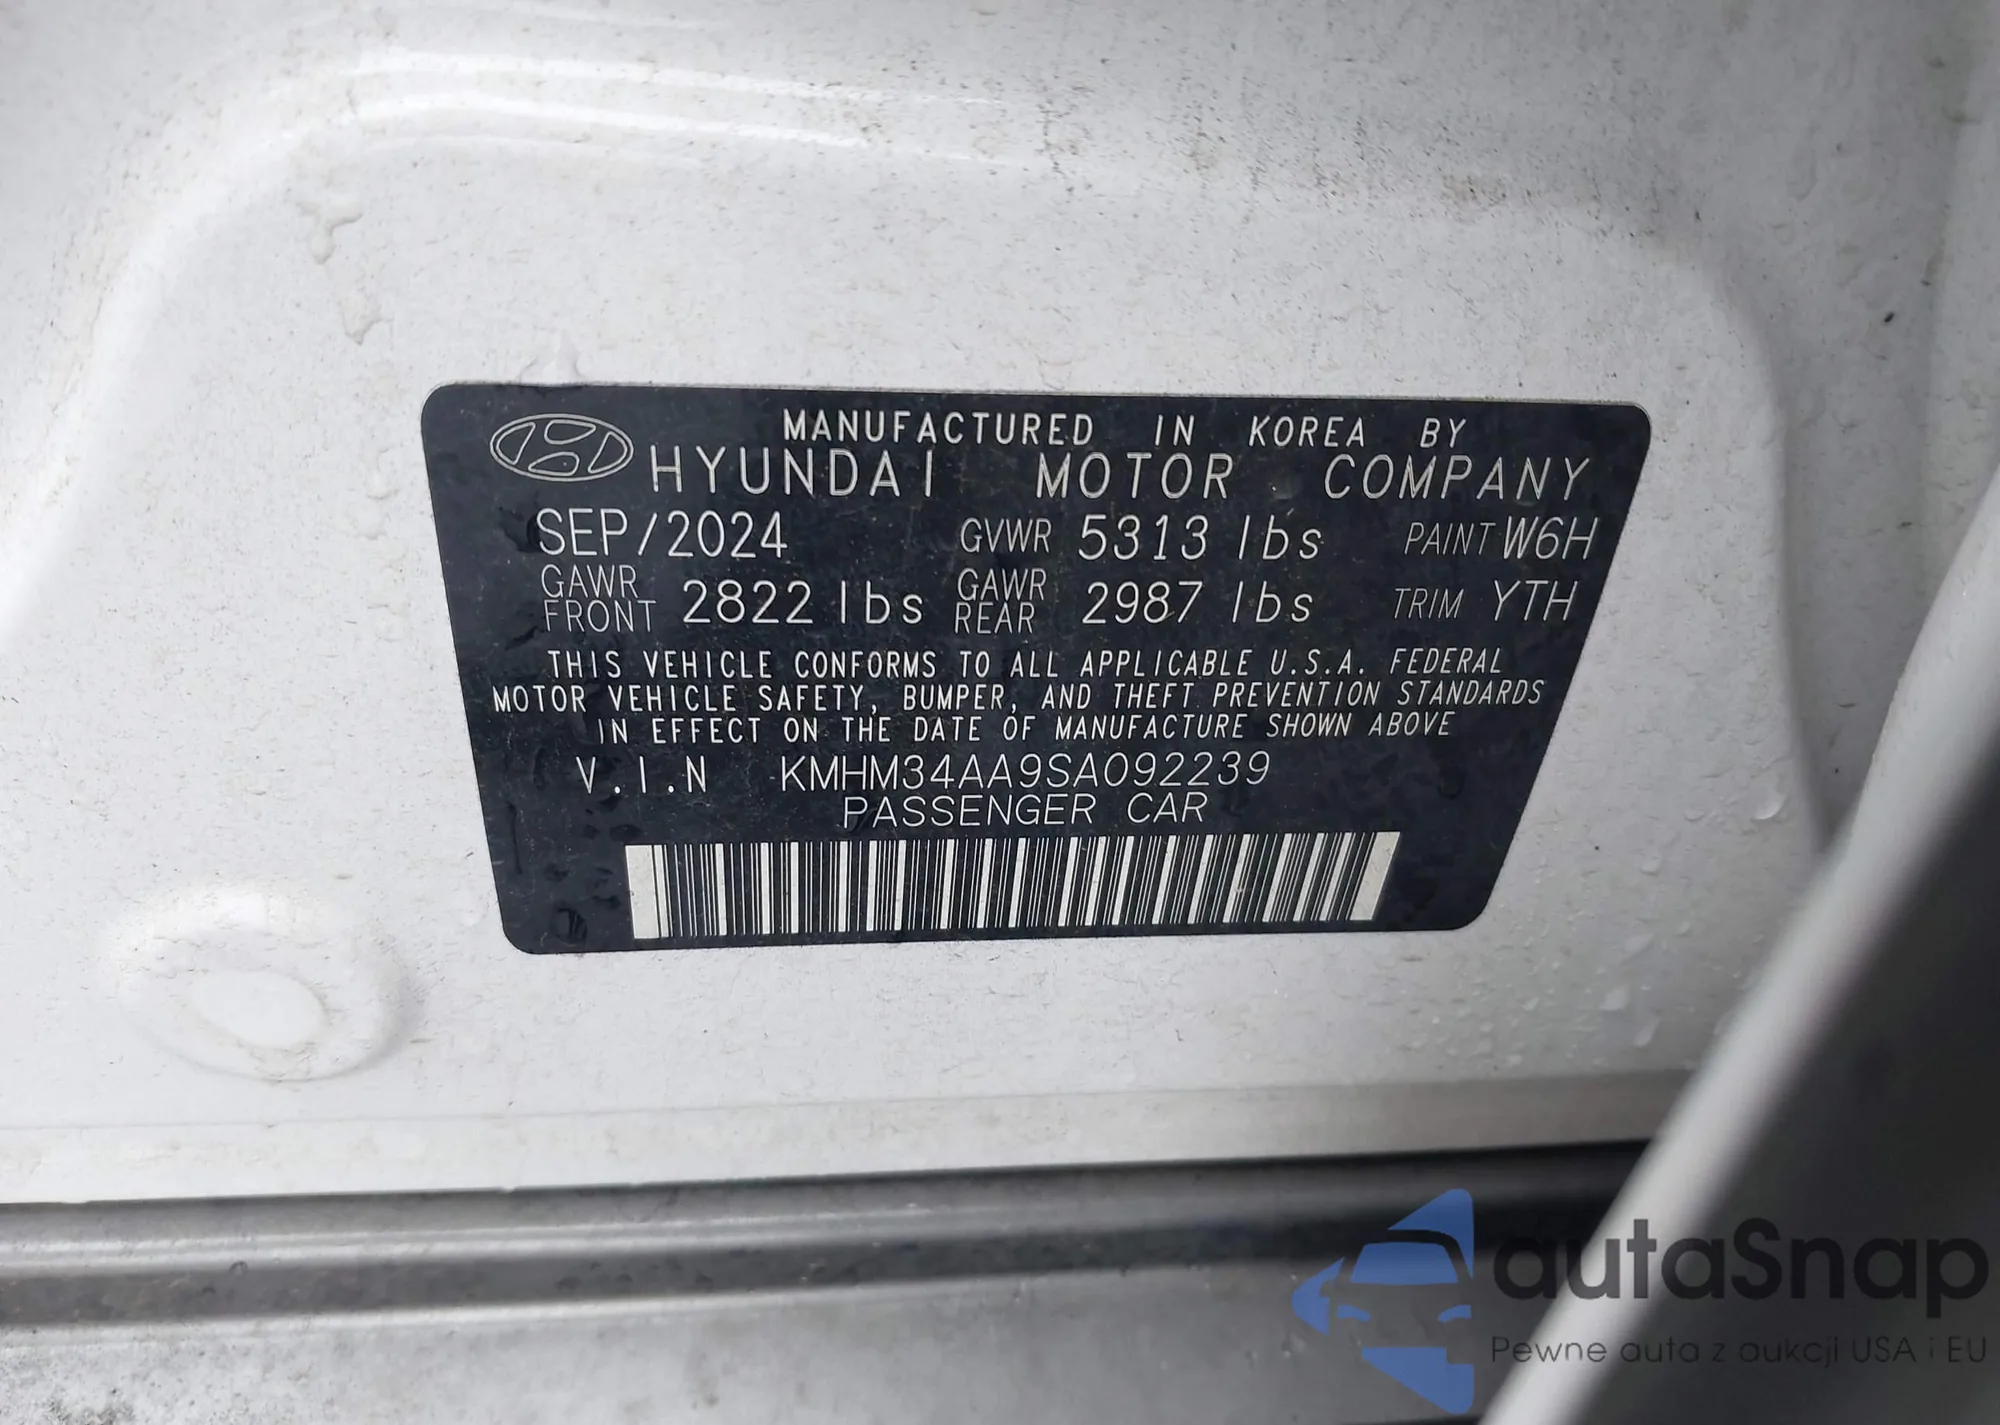 MANUFACTURED IN KOREA BY
HYUNDAI MOTOR COMPANY
SEP/2024 GVWR 5313 lbs PAINT W6H
GAWR FRONT 2822 lbs GAWR REAR 2987 lbs TRIM YTH
THIS VEHICLE CONFORMS TO ALL APPLICABLE U.S.A. FEDERAL
MOTOR VEHICLE SAFETY, BUMPER, AND THEFT PREVENTION STANDARDS
IN EFFECT ON THE DATE OF MANUFACTURE SHOWN ABOVE
V.I.N KMHM34AA9SA092239
PASSENGER CAR
autaSnap
Pewne auta z aukcji USA i EU